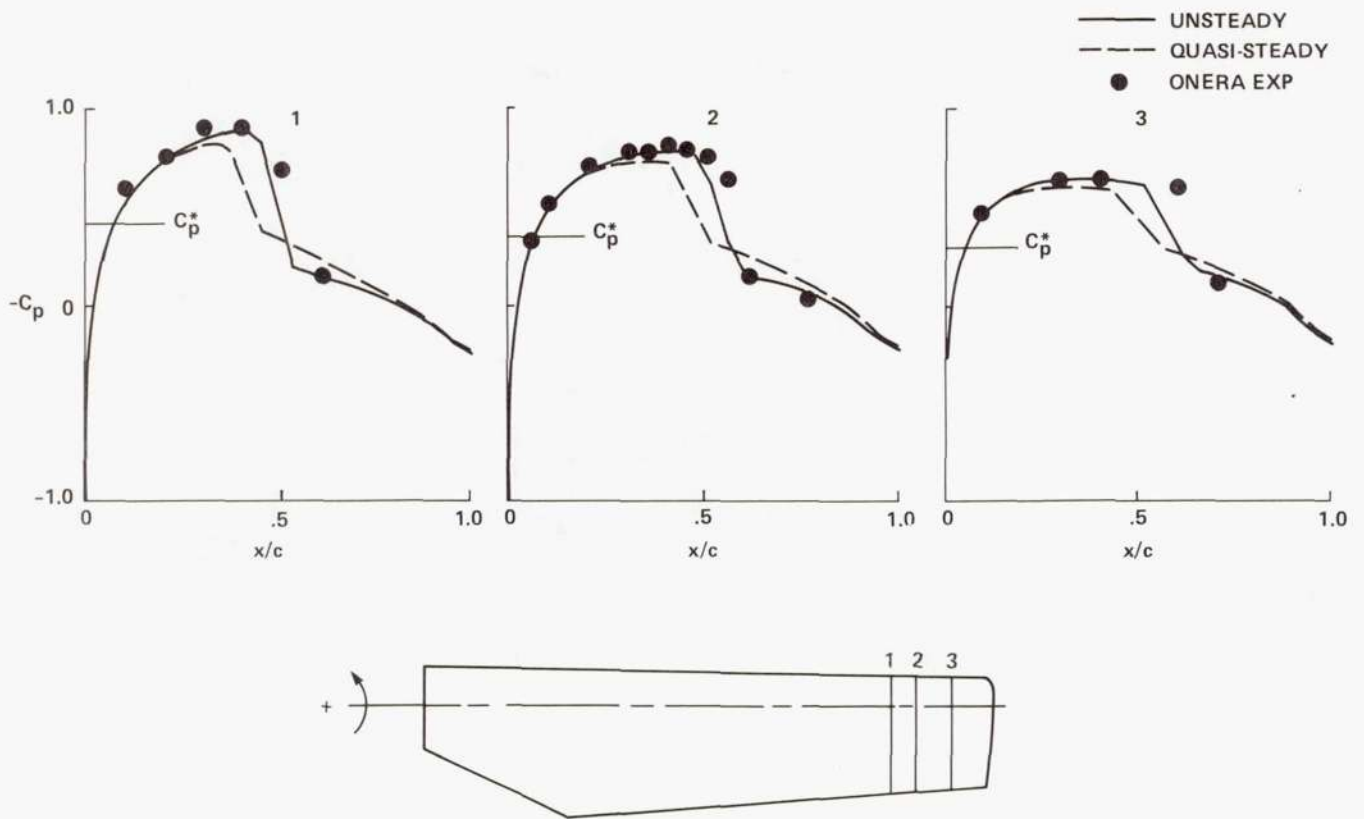 UNSTEADY
QUASI-STEADY
ONERA EXP
1
2
3
1.0
C*p
C*p
C*p
-Cp
0
-1.0
0 .5 1.0
0 .5 1.0
0 .5 1.0
x/c
x/c
x/c
1 2 3
+